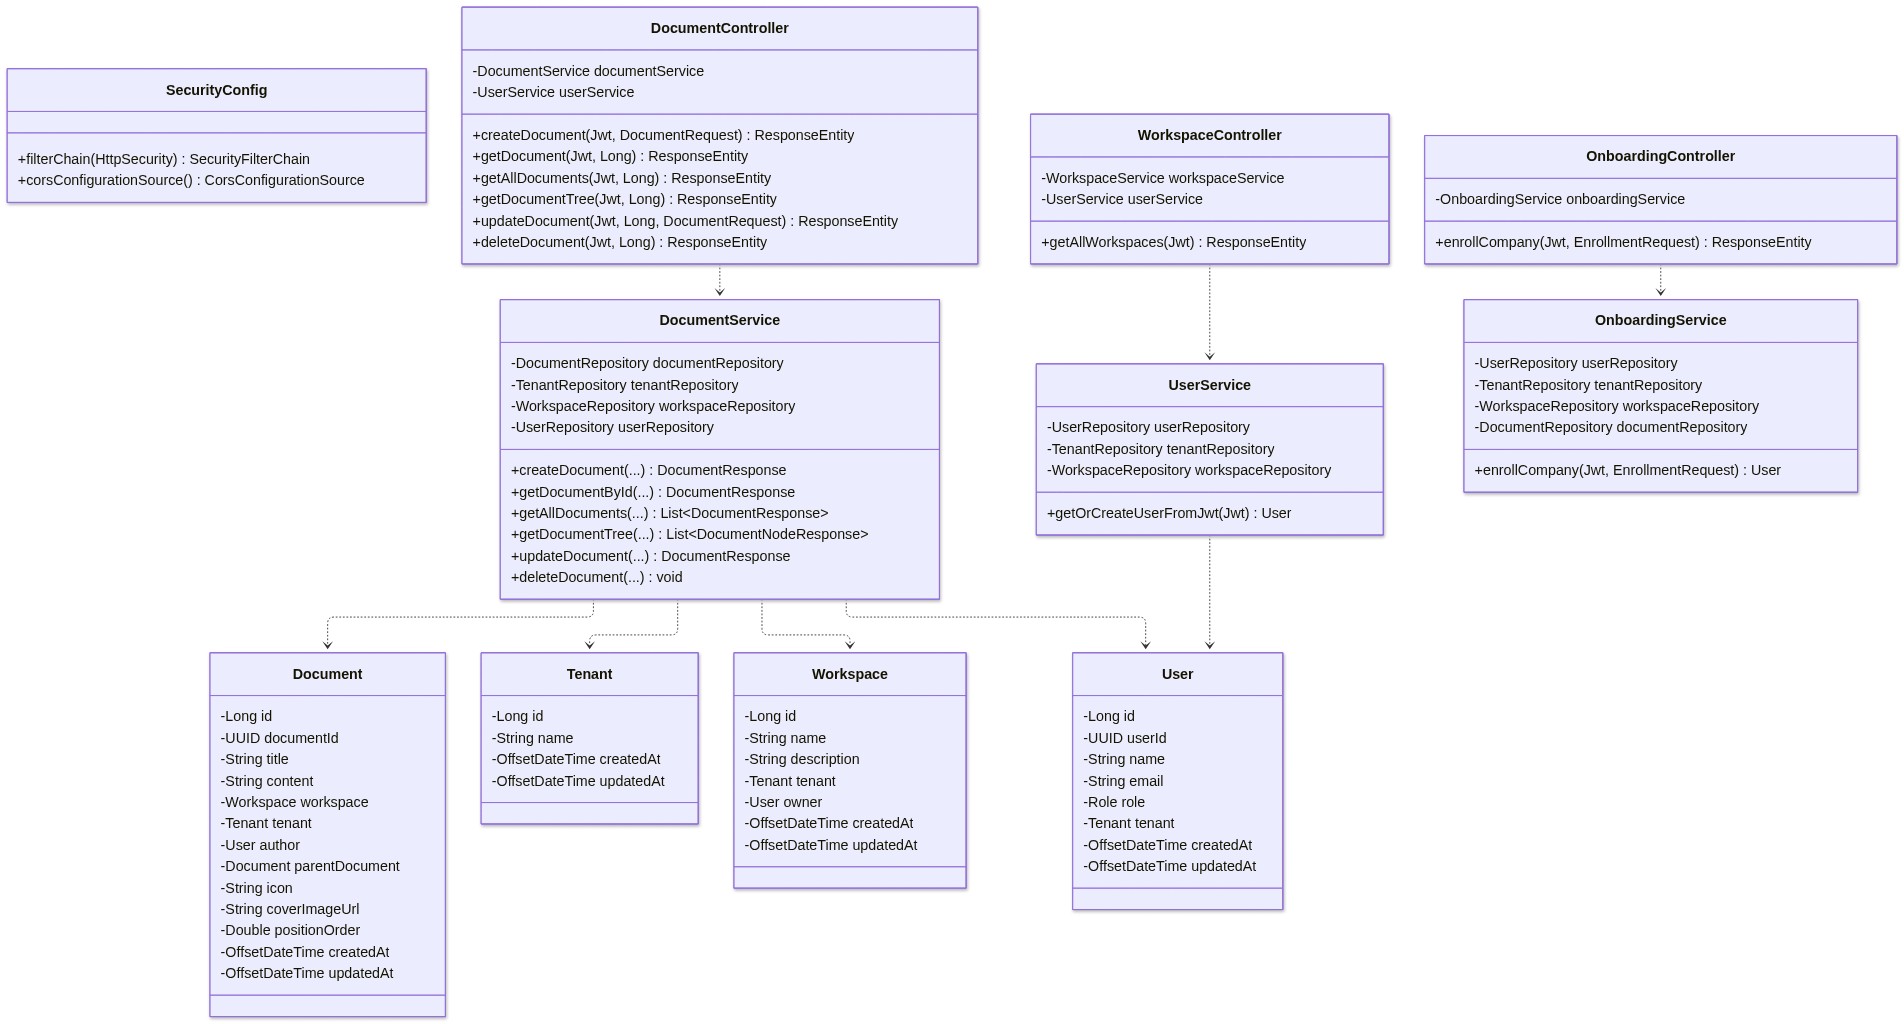 SecurityConfig
+filterChain(HttpSecurity) : SecurityFilterChain
+corsConfigurationSource() : CorsConfigurationSource
DocumentController
-DocumentService documentService
-UserService userService
+createDocument(Jwt, DocumentRequest) : ResponseEntity
+getDocument(Jwt, Long) : ResponseEntity
+getAllDocuments(Jwt, Long) : ResponseEntity
+getDocumentTree(Jwt, Long) : ResponseEntity
+updateDocument(Jwt, Long, DocumentRequest) : ResponseEntity
+deleteDocument(Jwt, Long) : ResponseEntity
WorkspaceController
-WorkspaceService workspaceService
-UserService userService
+getAllWorkspaces(Jwt) : ResponseEntity
OnboardingController
-OnboardingService onboardingService
+enrollCompany(Jwt, EnrollmentRequest) : ResponseEntity
DocumentService
-DocumentRepository documentRepository
-TenantRepository tenantRepository
-WorkspaceRepository workspaceRepository
-UserRepository userRepository
+createDocument(...) : DocumentResponse
+getDocumentById(...) : DocumentResponse
+getAllDocuments(...) : List<DocumentResponse>
+getDocumentTree(...) : List<DocumentNodeResponse>
+updateDocument(...) : DocumentResponse
+deleteDocument(...) : void
UserService
-UserRepository userRepository
-TenantRepository tenantRepository
-WorkspaceRepository workspaceRepository
+getOrCreateUserFromJwt(Jwt) : User
OnboardingService
-UserRepository userRepository
-TenantRepository tenantRepository
-WorkspaceRepository workspaceRepository
-DocumentRepository documentRepository
+enrollCompany(Jwt, EnrollmentRequest) : User
Document
-Long id
-UUID documentId
-String title
-String content
-Workspace workspace
-Tenant tenant
-User author
-Document parentDocument
-String icon
-String coverImageUrl
-Double positionOrder
-OffsetDateTime createdAt
-OffsetDateTime updatedAt
Tenant
-Long id
-String name
-OffsetDateTime createdAt
-OffsetDateTime updatedAt
Workspace
-Long id
-String name
-String description
-Tenant tenant
-User owner
-OffsetDateTime createdAt
-OffsetDateTime updatedAt
User
-Long id
-UUID userId
-String name
-String email
-Role role
-Tenant tenant
-OffsetDateTime createdAt
-OffsetDateTime updatedAt